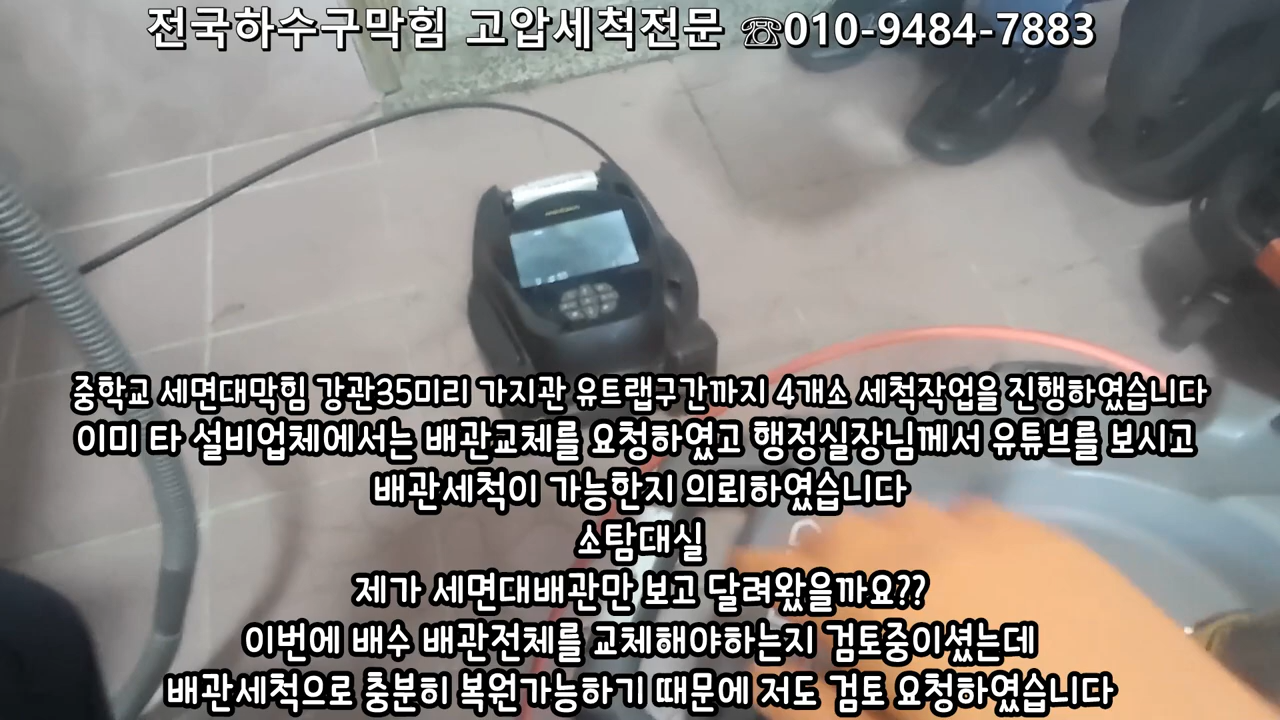 전국하수구막힘 고압세척전문 ☏010-9484-7883
중학교 세면대막힘 강관35미리 가지관 유트랩구간까지 4개소 세척작업을 진행하였습니다
이미 타 설비업체에서는 배관교체를 요청하였고 행정실장님께서 유튜브를 보시고
배관세척이 가능한지 의뢰하였습니다
소탐대실
제가 세면대배관만 보고 달려왔을까요??
이번에 배수 배관전체를 교체해야하는지 검토중이셨는데
배관세척으로 충분히 복원가능하기 때문에 저도 검토 요청하였습니다